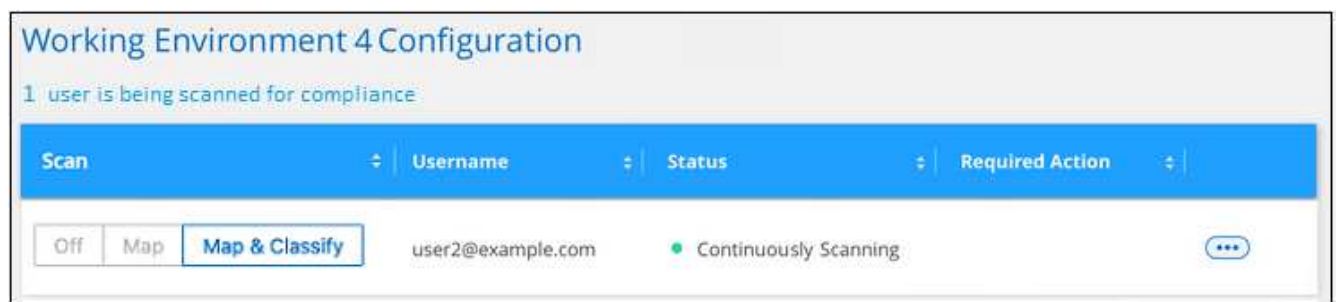 Working Environment 4 Configuration
1 user is being scanned for compliance
Scan Username Status Required Action
Off Map Map & Classify user2@example.com Continuously Scanning